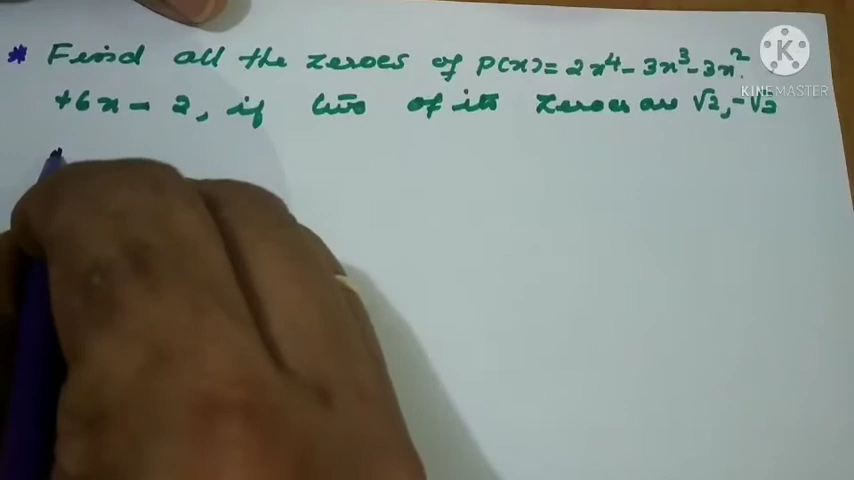 * Find all the zeroes of P(x) = 2x⁴ - 3x³ - 3x²
+6x - 2, if two of its zeroes are √2, -√2
KINEMASTER